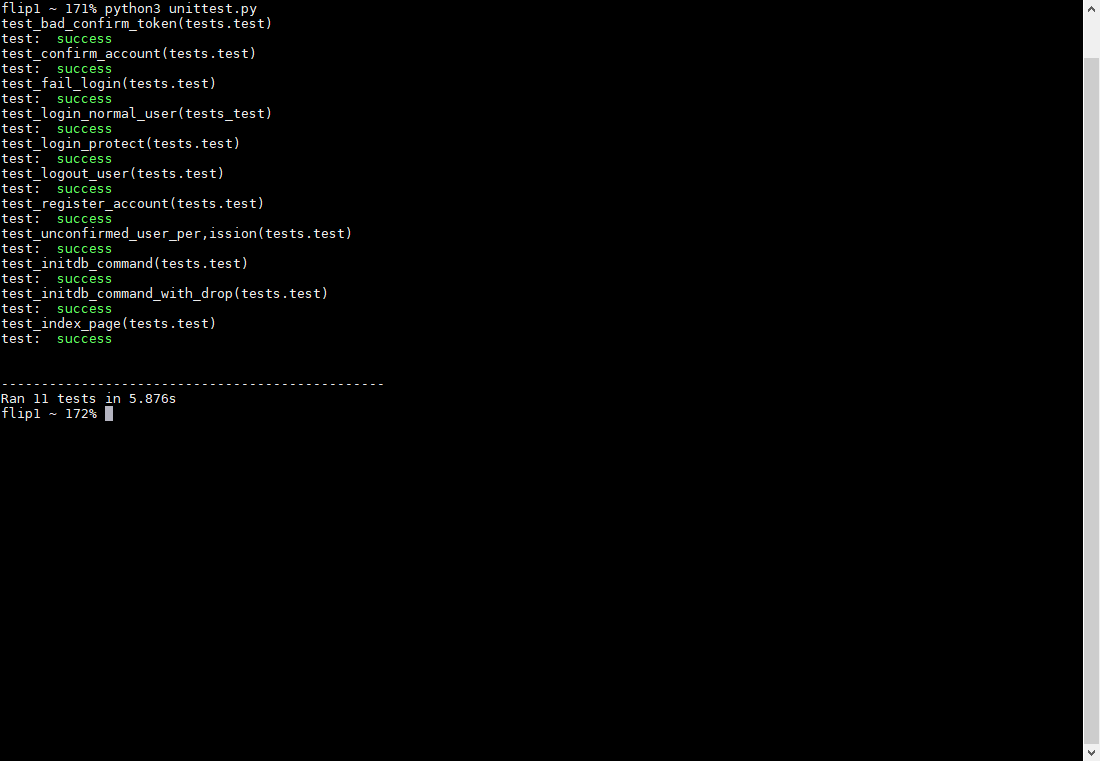 flip1 ~ 171% python3 unittest.py
test_bad_confirm_token(tests.test)
test:  success
test_confirm_account(tests.test)
test:  success
test_fail_login(tests.test)
test:  success
test_login_normal_user(tests_test)
test:  success
test_login_protect(tests.test)
test:  success
test_logout_user(tests.test)
test:  success
test_register_account(tests.test)
test:  success
test_unconfirmed_user_per,ission(tests.test)
test:  success
test_initdb_command(tests.test)
test:  success
test_initdb_command_with_drop(tests.test)
test:  success
test_index_page(tests.test)
test:  success
------------------------------------------------
Ran 11 tests in 5.876s
flip1 ~ 172%